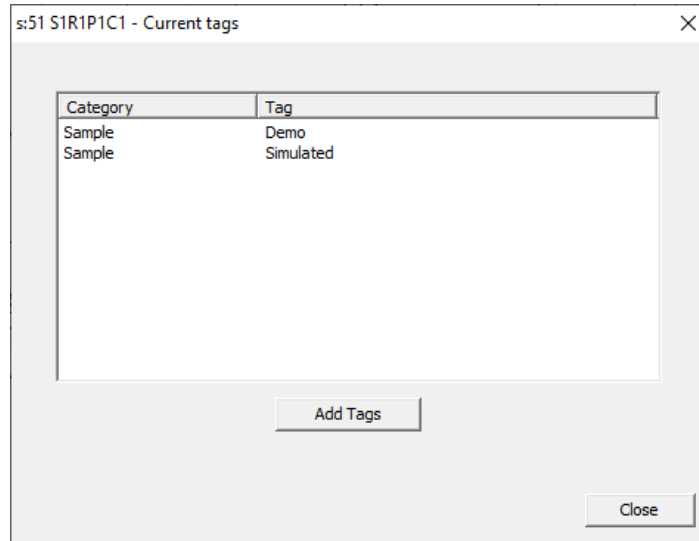 s:51 S1R1P1C1 - Current tags
Category Tag
Sample Demo
Sample Simulated
Add Tags
Close